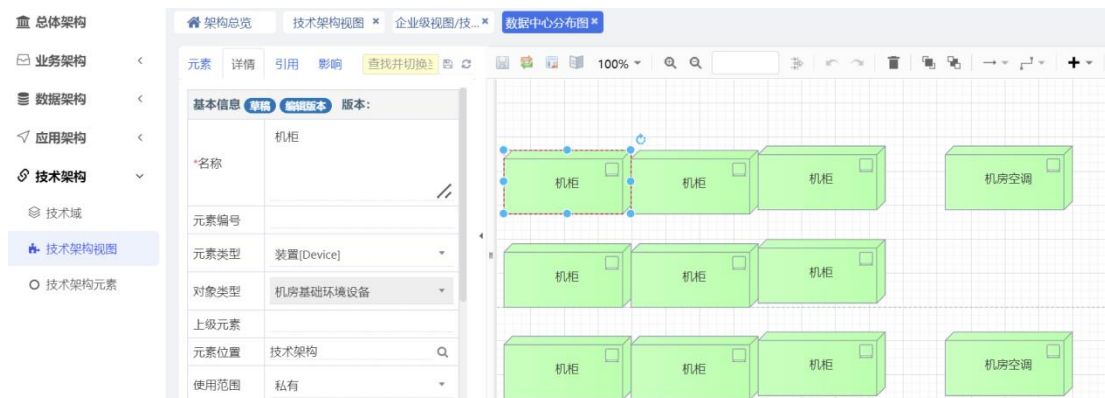 总体架构
业务架构
数据架构
应用架构
技术架构
技术域
技术架构视图
技术架构元素
架构总览
技术架构视图
企业级视图/技...
数据中心分布图
元素 详情 引用 影响
100%
基本信息 草稿 编辑版本 版本:
*名称 机柜
元素编号
元素类型 装置[Device]
对象类型 机房基础环境设备
上级元素
元素位置 技术架构
使用范围 私有
机柜 机柜 机柜 机房空调
机柜 机柜 机柜
机柜 机柜 机柜 机房空调